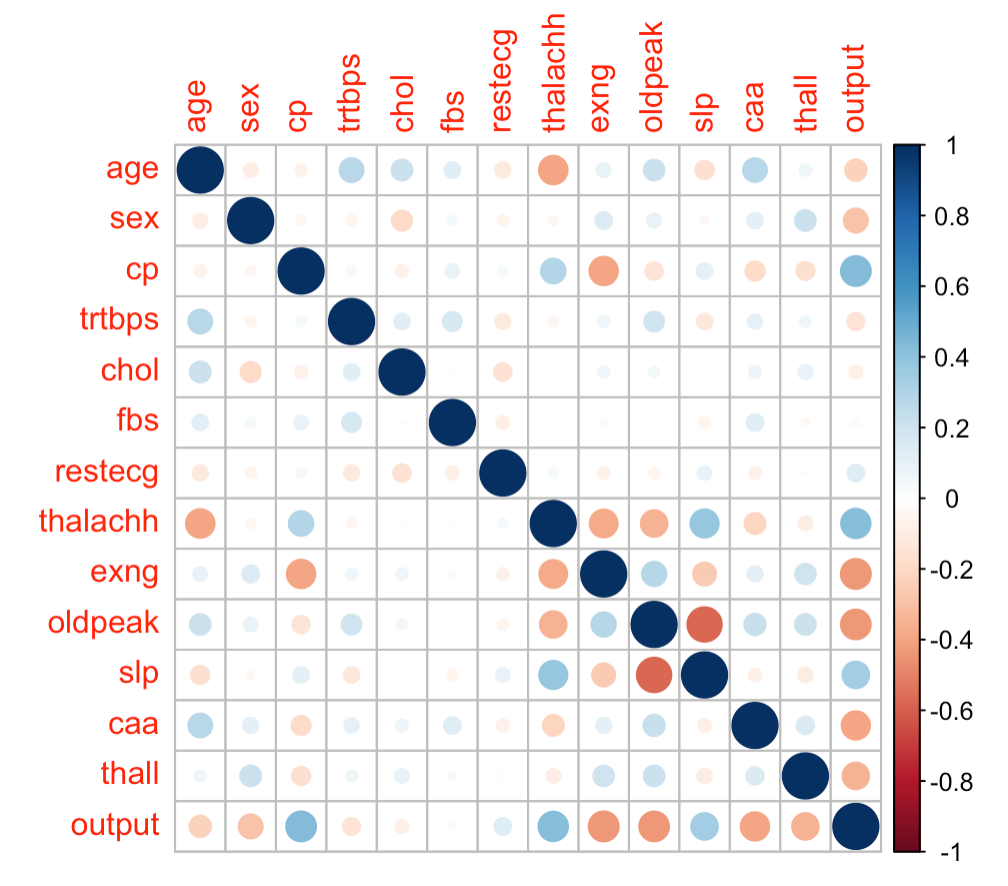 age sex cp trtbps chol fbs restecg thalachh exng oldpeak slp caa thall output
age
sex
cp
trtbps
chol
fbs
restecg
thalachh
exng
oldpeak
slp
caa
thall
output
1
0.8
0.6
0.4
0.2
0
-0.2
-0.4
-0.6
-0.8
-1